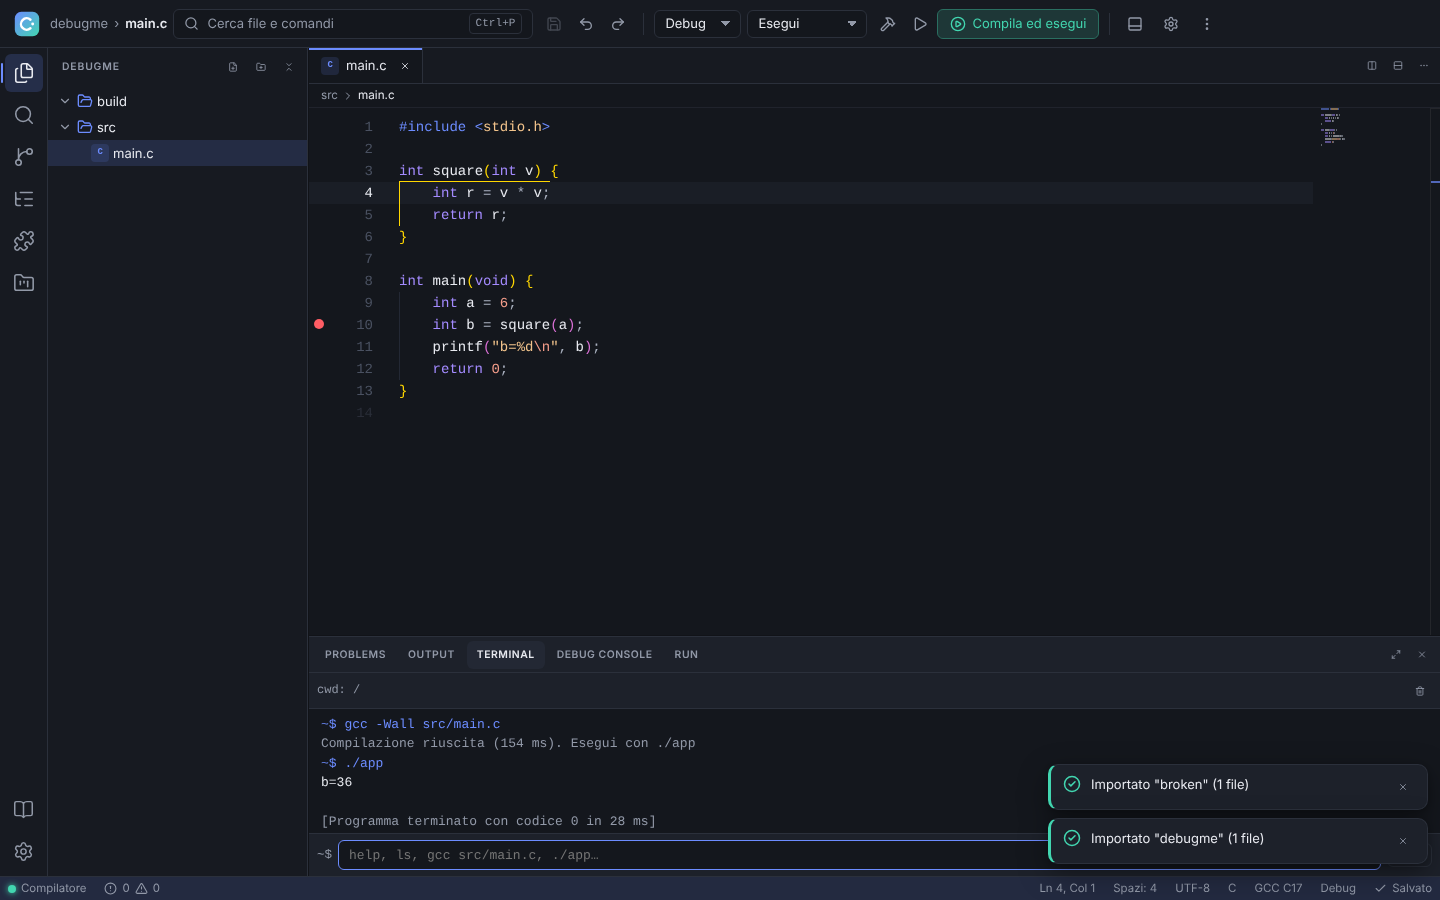 debugme › main.c
Cerca file e comandi Ctrl+P
Debug
Esegui
Compila ed esegui
DEBUGME
build
src
C main.c
C main.c ×
src › main.c
1 #include <stdio.h>
2
3 int square(int v) {
4 int r = v * v;
5 return r;
6 }
7
8 int main(void) {
9 int a = 6;
10 int b = square(a);
11 printf("b=%d\n", b);
12 return 0;
13 }
14
PROBLEMS OUTPUT TERMINAL DEBUG CONSOLE RUN
cwd: /
~$ gcc -Wall src/main.c
Compilazione riuscita (154 ms). Esegui con ./app
~$ ./app
b=36
[Programma terminato con codice 0 in 28 ms]
~$ help, ls, gcc src/main.c, ./app…
Importato "broken" (1 file)
Importato "debugme" (1 file)
Compilatore 0 0
Ln 4, Col 1 Spazi: 4 UTF-8 C GCC C17 Debug Salvato